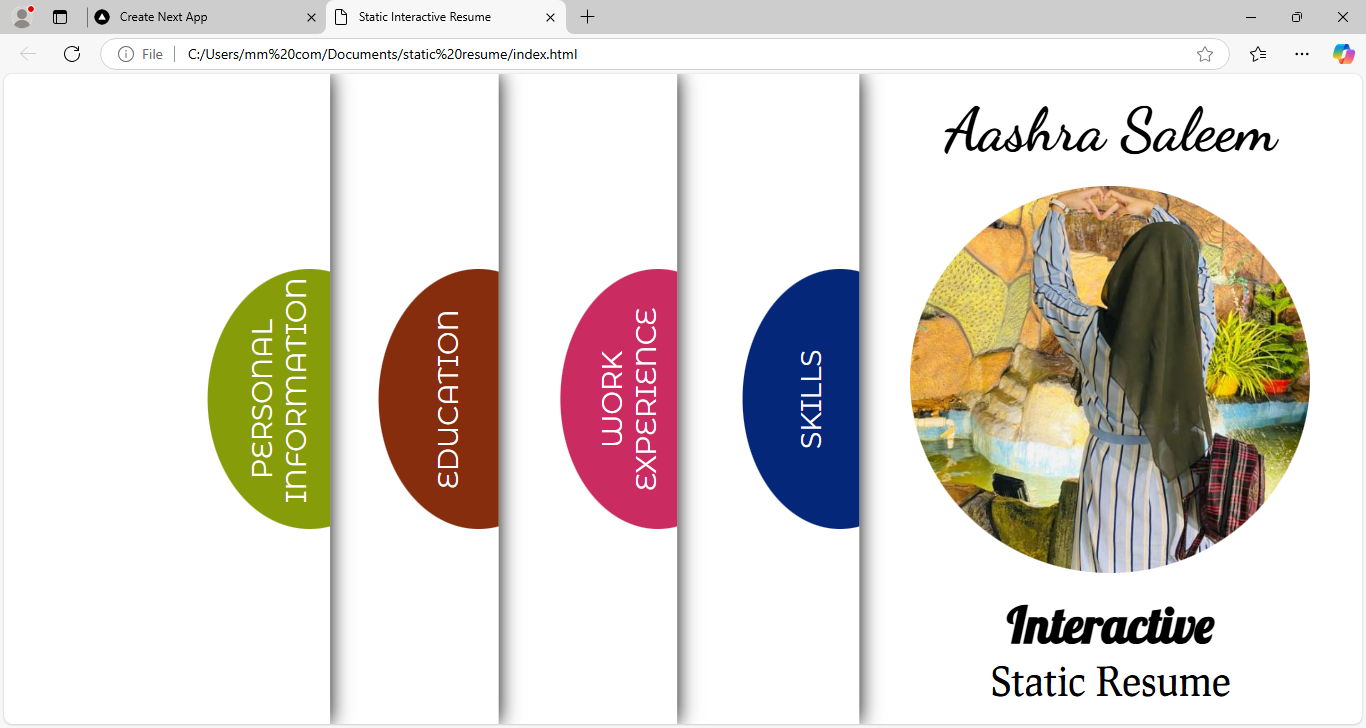 Create Next App
Static Interactive Resume
File
C:/Users/mm%20com/Documents/static%20resume/index.html
PERSONAL
INFORMATION
EDUCATION
WORK
EXPERIENCE
SKILLS
Aashra Saleem
Interactive
Static Resume